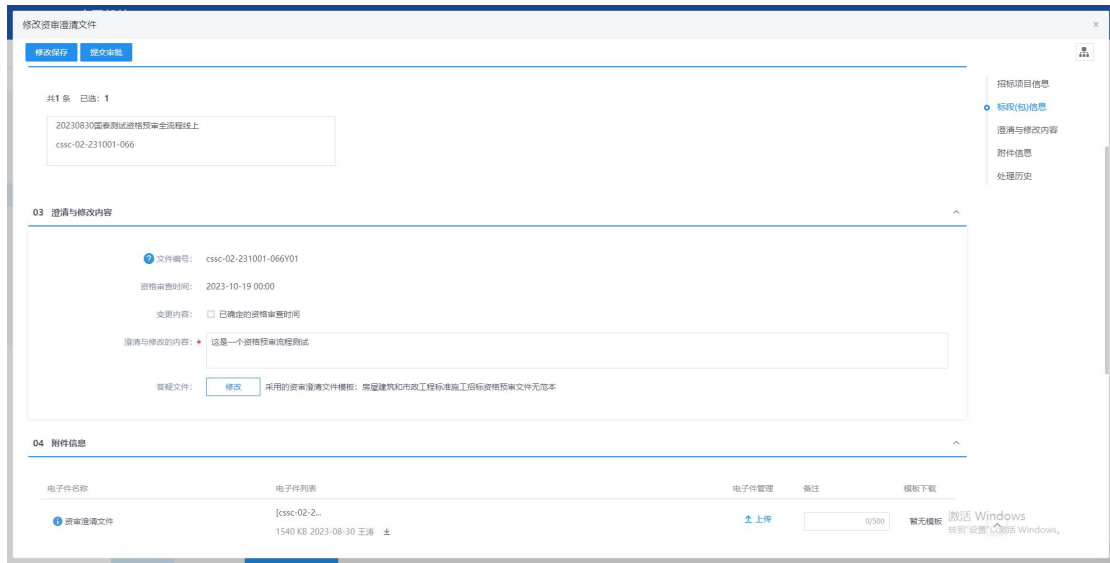 修改资审澄清文件
×
修改保存 提交审批
共1 条 已选：1
20230830国泰测试资格预审全流程线上
cssc-02-231001-066
招标项目信息
标段(包)信息
澄清与修改内容
附件信息
处理历史
03 澄清与修改内容
文件编号： cssc-02-231001-066Y01
资格审查时间： 2023-10-19 00:00
变更内容： 已确定的资格审查时间
澄清与修改的内容：* 这是一个资格预审流程测试
答疑文件： 修改 采用的资审澄清文件模板：房屋建筑和市政工程标准施工招标资格预审文件无范本
04 附件信息
电子件名称 电子件列表 电子件管理 备注 模板下载
资审澄清文件 [cssc-02-2... 上传 0/500 暂无模板
1540 KB 2023-08-30 王涛
激活 Windows
转到"设置"以激活 Windows。